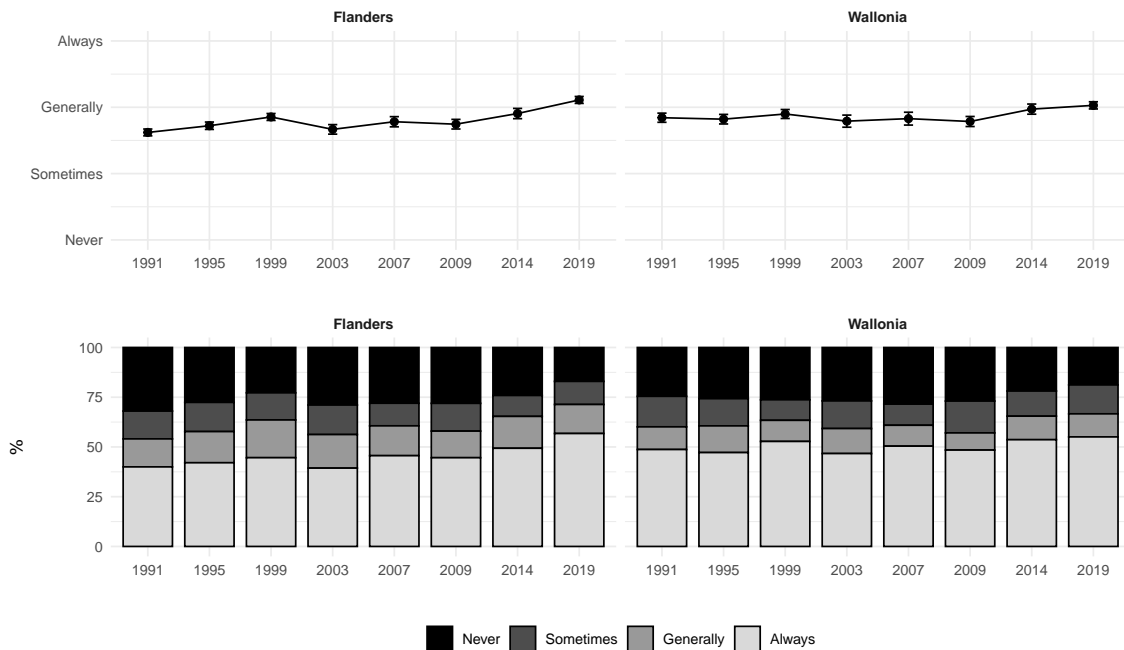 Flanders Wallonia
Always
Generally
Sometimes
Never
1991 1995 1999 2003 2007 2009 2014 2019 1991 1995 1999 2003 2007 2009 2014 2019
Flanders Wallonia
100
75
50
%
25
0
1991 1995 1999 2003 2007 2009 2014 2019 1991 1995 1999 2003 2007 2009 2014 2019
Never Sometimes Generally Always